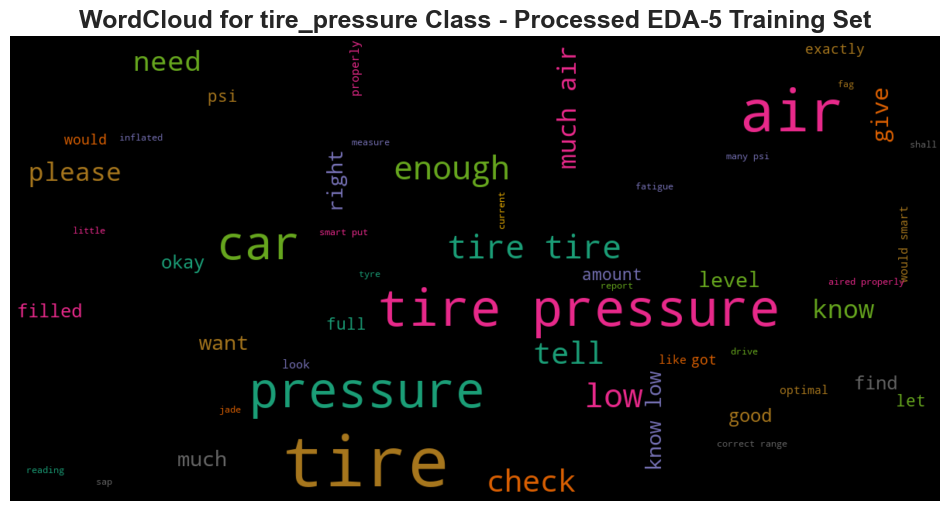 WordCloud for tire_pressure Class - Processed EDA-5 Training Set
need
properly
much air
exactly
psi
fag
air
give
would
inflated
measure
shall
please
right
enough
many psi
fatigue
current
would smart
little
smart put
car
tire tire
okay
tyre
amount
report
level
aired properly
filled
full
tire pressure
know
want
tell
like
got
drive
look
pressure
low
know low
optimal
find
let
jade
good
correct range
much
tire
check
reading
sap